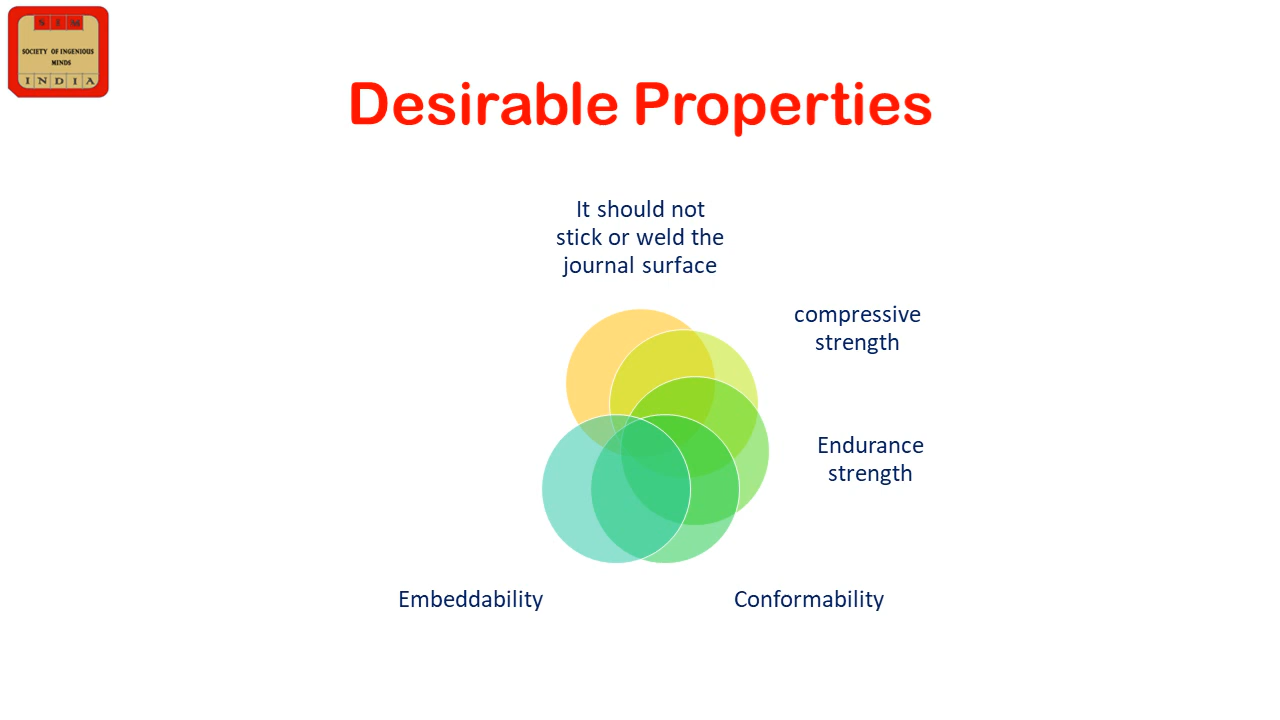 S I M
SOCIETY OF INGENIOUS
MINDS
I N D I A
Desirable Properties
It should not
stick or weld the
journal surface
compressive
strength
Endurance
strength
Embeddability
Conformability